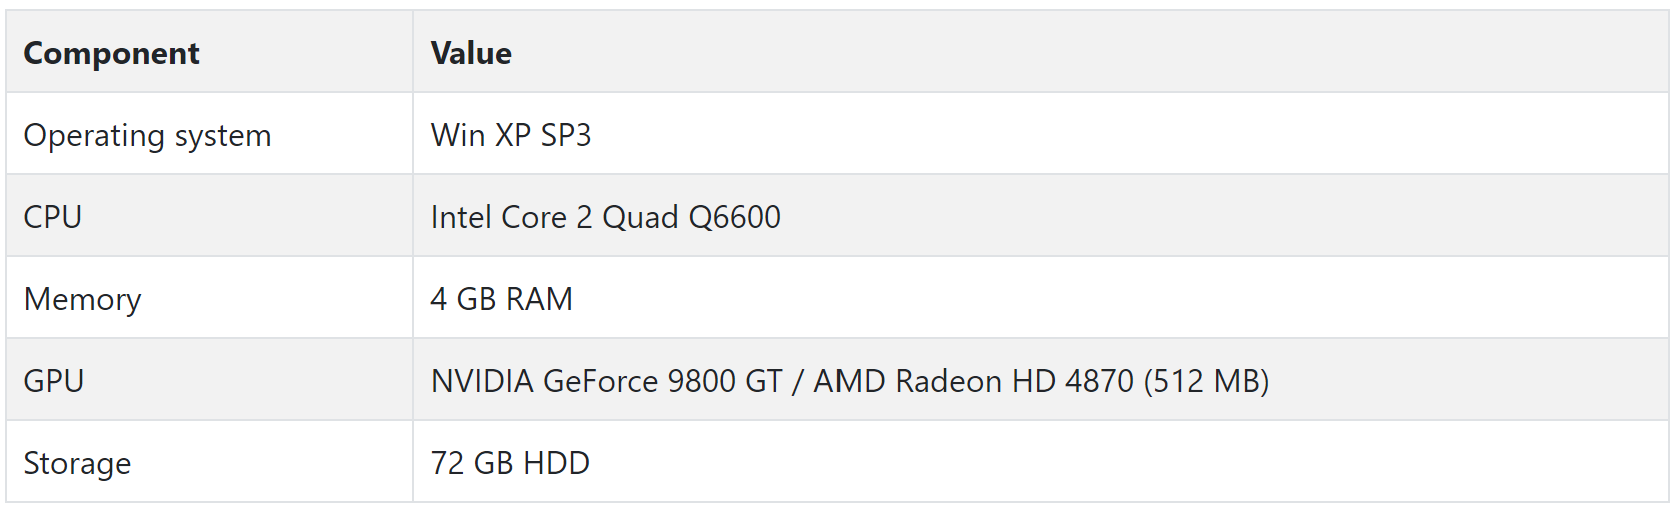 Component Value
Operating system Win XP SP3
CPU Intel Core 2 Quad Q6600
Memory 4 GB RAM
GPU NVIDIA GeForce 9800 GT / AMD Radeon HD 4870 (512 MB)
Storage 72 GB HDD